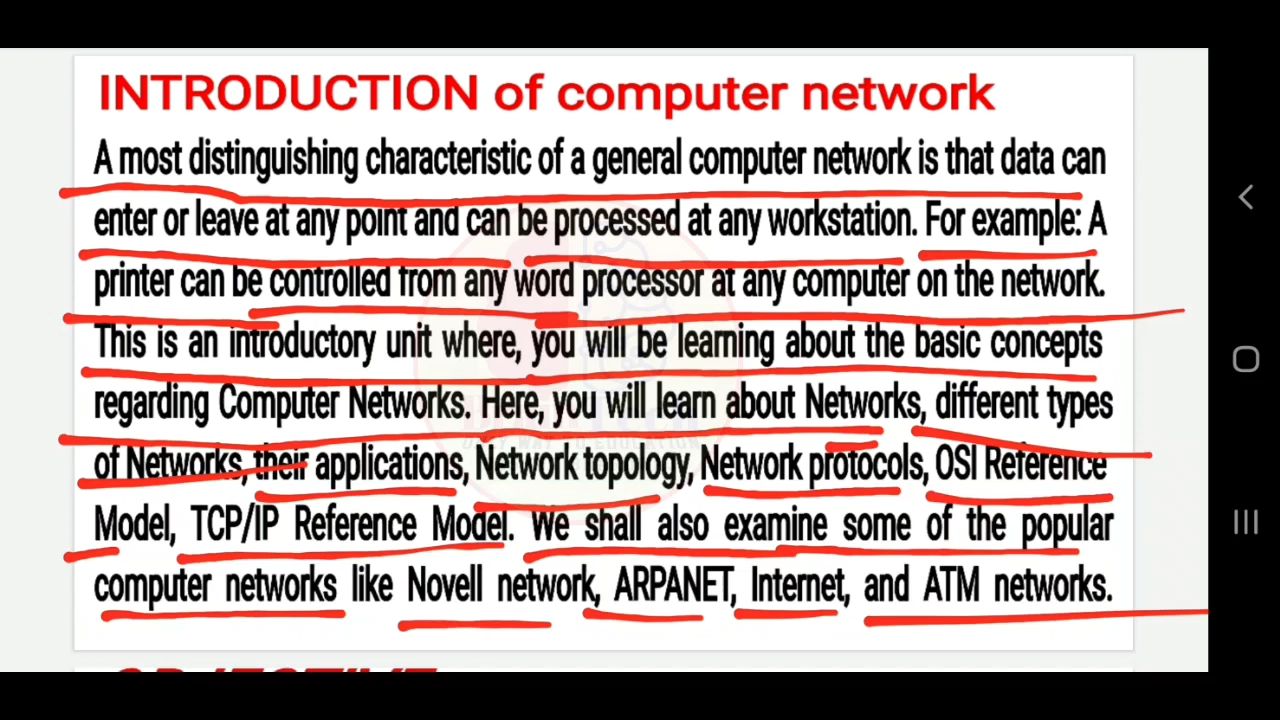 INTRODUCTION of computer network
A most distinguishing characteristic of a general computer network is that data can
enter or leave at any point and can be processed at any workstation. For example: A
printer can be controlled from any word processor at any computer on the network.
This is an introductory unit where, you will be learning about the basic concepts
regarding Computer Networks. Here, you will learn about Networks, different types
of Networks, their applications, Network topology, Network protocols, OSI Reference
Model, TCP/IP Reference Model. We shall also examine some of the popular
computer networks like Novell network, ARPANET, Internet, and ATM networks.